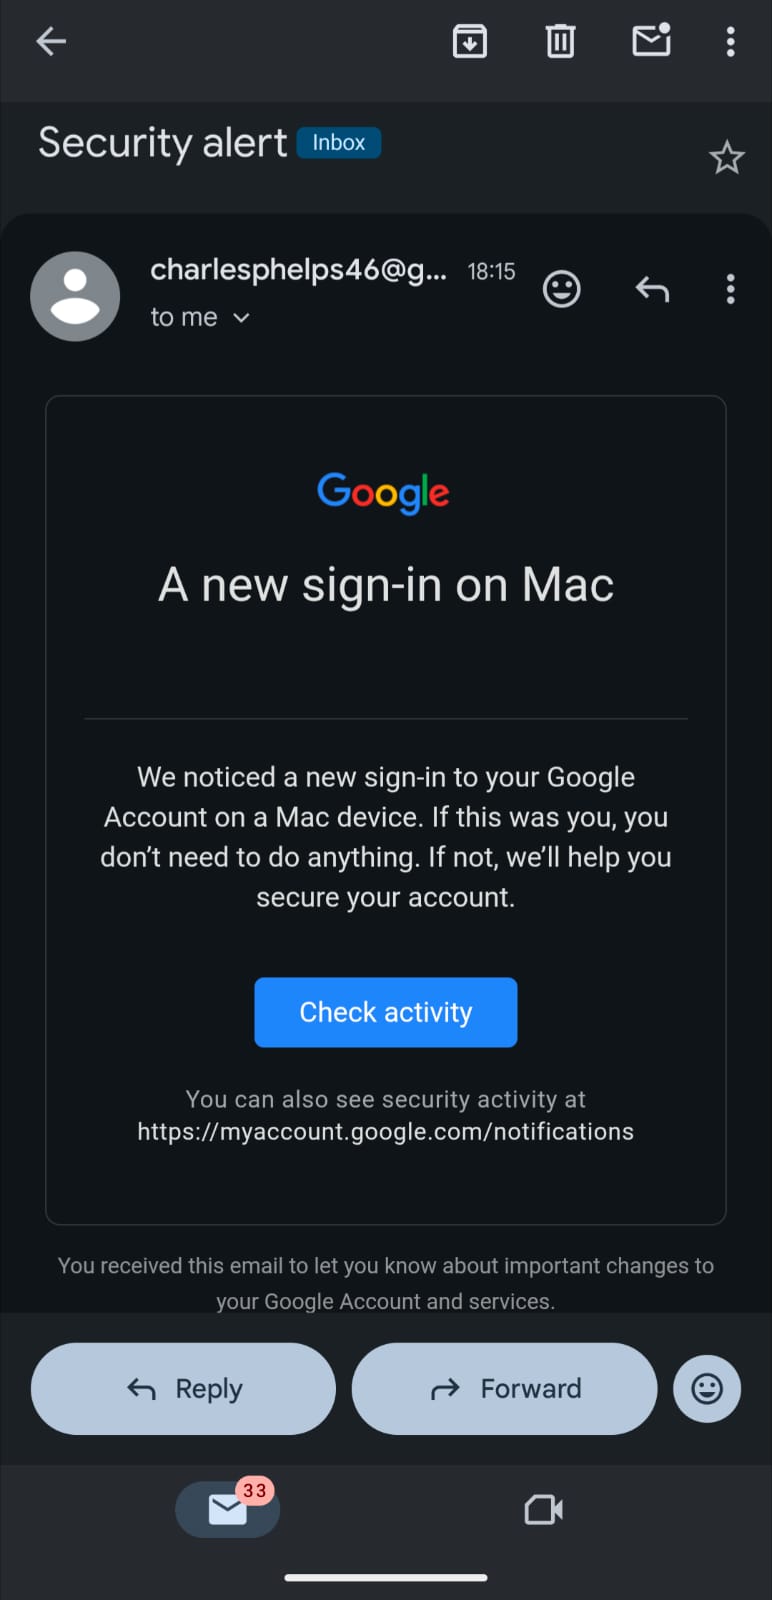 Security alert Inbox
charlesphelps46@g... 18:15
to me
Google
A new sign-in on Mac
We noticed a new sign-in to your Google
Account on a Mac device. If this was you, you
don’t need to do anything. If not, we’ll help you
secure your account.
Check activity
You can also see security activity at
https://myaccount.google.com/notifications
You received this email to let you know about important changes to
your Google Account and services.
Reply Forward
33